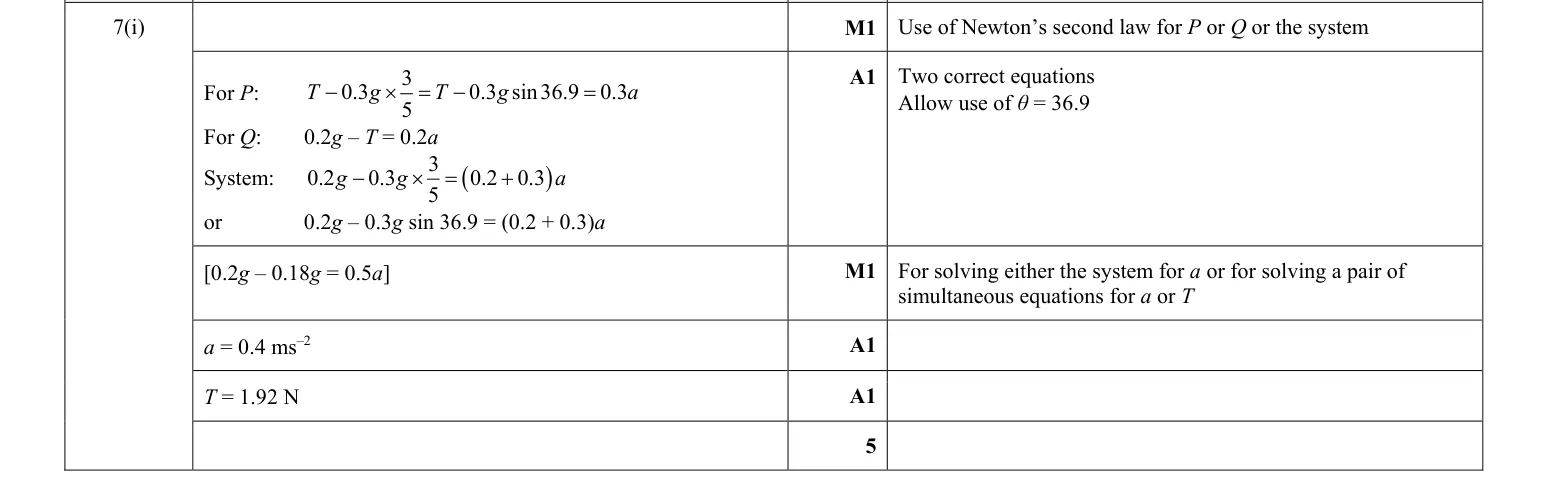 7(i) M1 Use of Newton's second law for P or Q or the system
For P: T − 0.3g × 3/5 = T − 0.3g sin 36.9 = 0.3a A1 Two correct equations
Allow use of θ = 36.9
For Q: 0.2g – T = 0.2a
System: 0.2g − 0.3g × 3/5 = (0.2 + 0.3)a
or 0.2g – 0.3g sin 36.9 = (0.2 + 0.3)a
[0.2g – 0.18g = 0.5a] M1 For solving either the system for a or for solving a pair of
simultaneous equations for a or T
a = 0.4 ms⁻² A1
T = 1.92 N A1
5